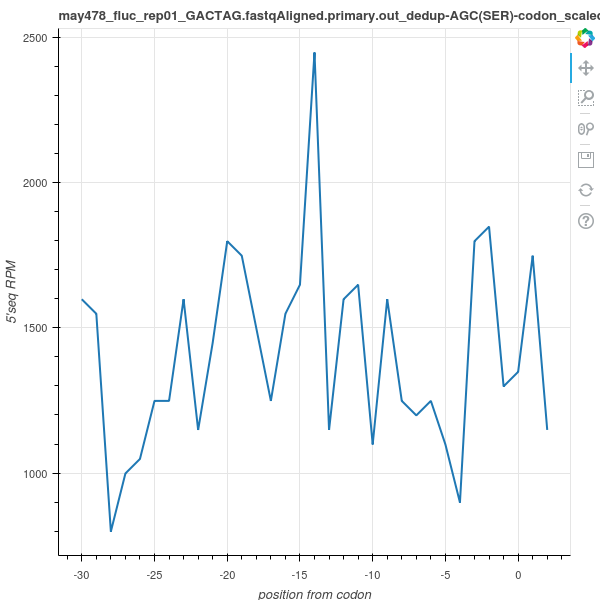 may478_fluc_rep01_GACTAG.fastqAligned.primary.out_dedup-AGC(SER)-codon_scaled
2500
2000
1500
1000
5'seq RPM
-30 -25 -20 -15 -10 -5 0
position from codon